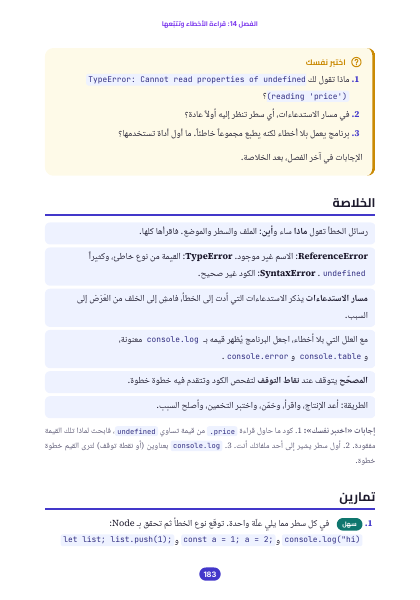 الفصل 14: قراءة الأخطاء وتتبّعها
اختبر نفسك
1. ماذا تقول لك TypeError: Cannot read properties of undefined
(reading 'price')؟
2. في مسار الاستدعاءات، أي سطر تنظر إليه أولاً عادة؟
3. برنامج يعمل بلا أخطاء لكنه يطبع مجموعاً خاطئاً. ما أول أداة تستخدمها؟
الإجابات في آخر الفصل، بعد الخلاصة.
الخلاصة
رسائل الخطأ تقول ماذا ساء وأين: الملف والسطر والموضع. فاقرأها كلها.
ReferenceError: الاسم غير موجود. TypeError: القيمة من نوع خاطئ، وكثيراً
undefined. SyntaxError: الكود غير صحيح.
مسار الاستدعاءات يذكر الاستدعاءات التي أدت إلى الخطأ، فامشِ إلى الخلف من العَرَض إلى
السبب.
مع العلل التي بلا أخطاء، اجعل البرنامج يُظهر قيمه بـ console.log معنونة،
و console.table و console.error.
المصحّح يتوقف عند نقاط التوقف لتفحص الكود وتتقدم فيه خطوة خطوة.
الطريقة: أعد الإنتاج، واقرأ، وخمّن، واختبر التخمين، وأصلح السبب.
إجابات «اختبر نفسك»: 1. كود ما حاول قراءة .price من قيمة تساوي undefined، فابحث لماذا تلك القيمة
مفقودة. 2. أول سطر يشير إلى أحد ملفاتك أنت. 3. console.log بعناوين (أو نقطة توقف) لترى القيم خطوة
خطوة.
تمارين
1. سهل في كل سطر مما يلي علّة واحدة. توقع نوع الخطأ ثم تحقق بـ Node:
console.log("hi) و const a = 1; a = 2; و let list; list.push(1);
183